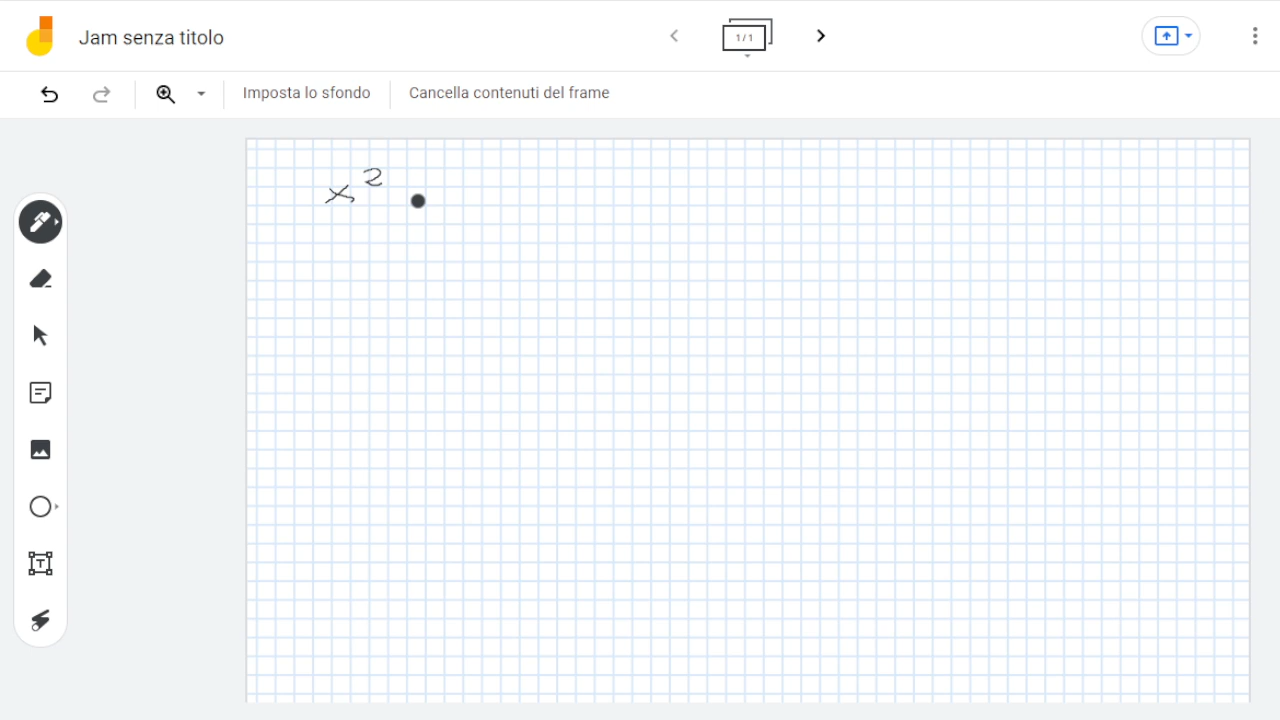 Jam senza titolo
1 / 1
Imposta lo sfondo
Cancella contenuti del frame
x²
T